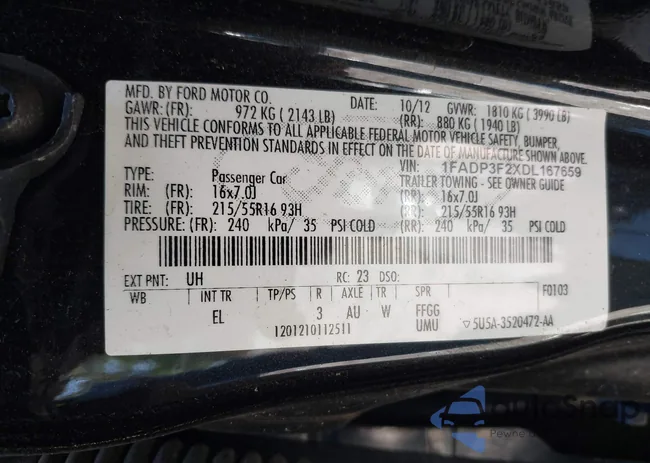 MFD. BY FORD MOTOR CO.
DATE: 10/12 GVWR: 1810 KG (3990 LB)
GAWR: (FR): 972 KG (2143 LB) (RR): 880 KG (1940 LB)
THIS VEHICLE CONFORMS TO ALL APPLICABLE FEDERAL MOTOR VEHICLE SAFETY, BUMPER,
AND THEFT PREVENTION STANDARDS IN EFFECT ON THE DATE OF MANUFACTURE SHOWN ABOVE.
VIN: 1FADP3F2XDL167659
TYPE: Passenger Car TRAILER TOWING - SEE OWNER GUIDE
RIM: 16x7.0J 16x7.0J
TIRE: 215/55R16 93H (RR): 215/55R16 93H
PRESSURE: (FR): 240 kPa/ 35 PSI COLD (RR): 240 kPa/ 35 PSI COLD
EXT PNT: UH RC: 23 DSO:
WB INT TR TP/PS R AXLE TR SPR F0103
EL 3 AU W FFGG
1201210112511 UMU ▽5U5A-3520472-AA
AutoSnap